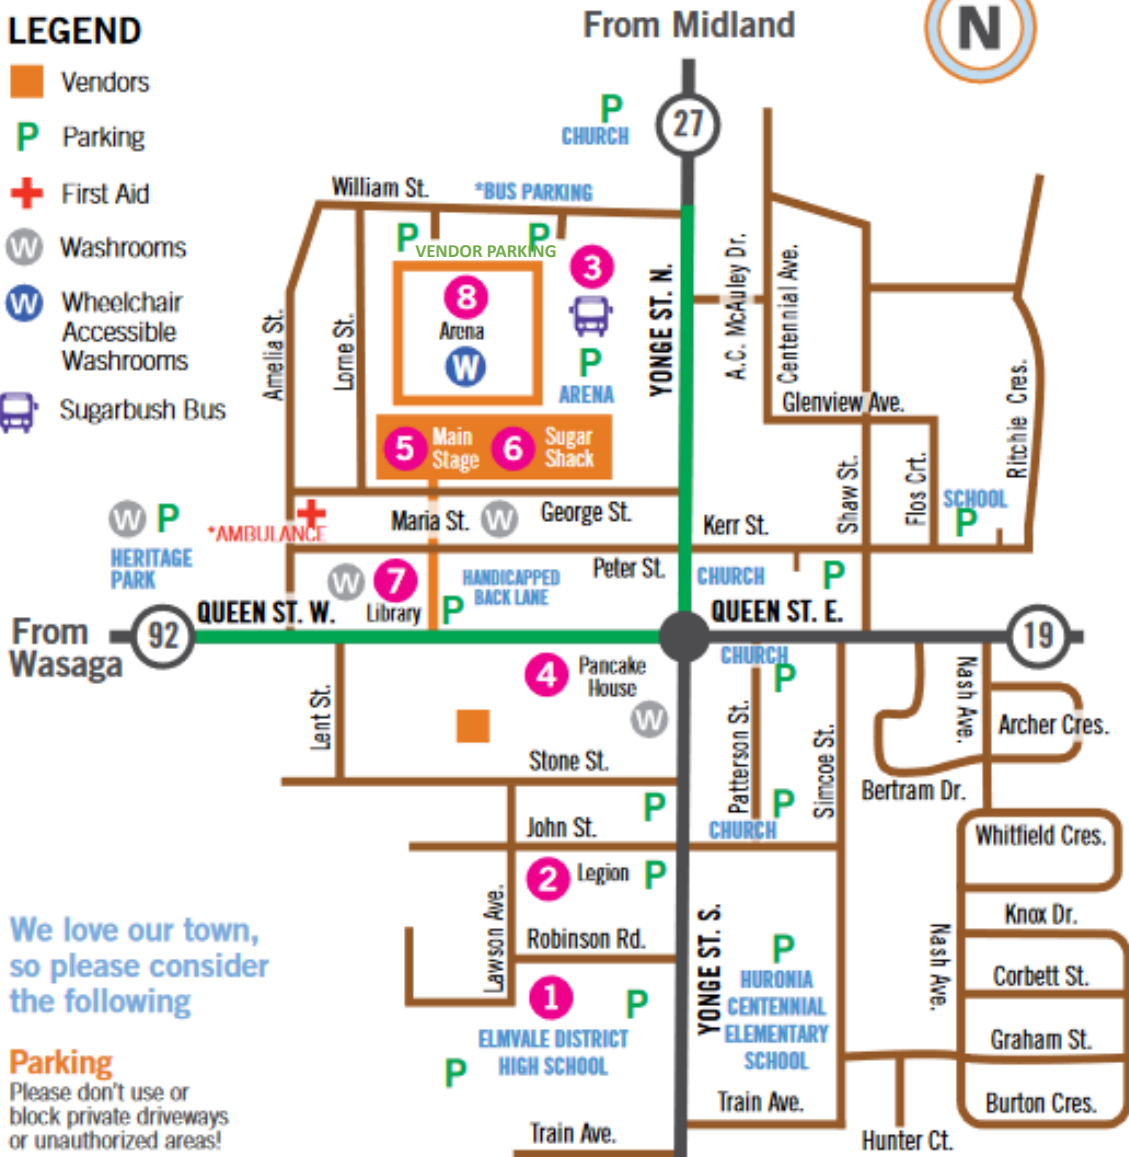 LEGEND
Vendors
P Parking
First Aid
W Washrooms
W Wheelchair
Accessible
Washrooms
Sugarbush Bus
From Midland
N
27
P
CHURCH
William St.
*BUS PARKING
P
P
VENDOR PARKING
3
8
Arena
W
P
ARENA
5 Main
Stage
6 Sugar
Shack
Amelia St.
Lorne St.
YONGE ST. N.
A.C. McAuley Dr.
Centennial Ave.
Glenview Ave.
Shaw St.
Flos Crt.
Ritchie Cres.
SCHOOL
P
W P
HERITAGE
PARK
*AMBULANCE
Maria St.
W
George St.
Kerr St.
Peter St.
CHURCH
P
W
7
Library
HANDICAPPED
BACK LANE
P
QUEEN ST. W.
QUEEN ST. E.
From
Wasaga
92
19
CHURCH
P
4 Pancake
House
W
Lent St.
Stone St.
Patterson St.
Simcoe St.
Nash Ave.
Archer Cres.
Bertram Dr.
P
P
CHURCH
John St.
2 Legion P
Whitfield Cres.
Knox Dr.
Lawson Ave.
Robinson Rd.
YONGE ST. S.
Nash Ave.
Corbett St.
Graham St.
Burton Cres.
1
P
ELMVALE DISTRICT
HIGH SCHOOL
P
P
HURONIA
CENTENNIAL
ELEMENTARY
SCHOOL
Train Ave.
Train Ave.
Hunter Ct.
We love our town,
so please consider
the following
Parking
Please don't use or
block private driveways
or unauthorized areas!